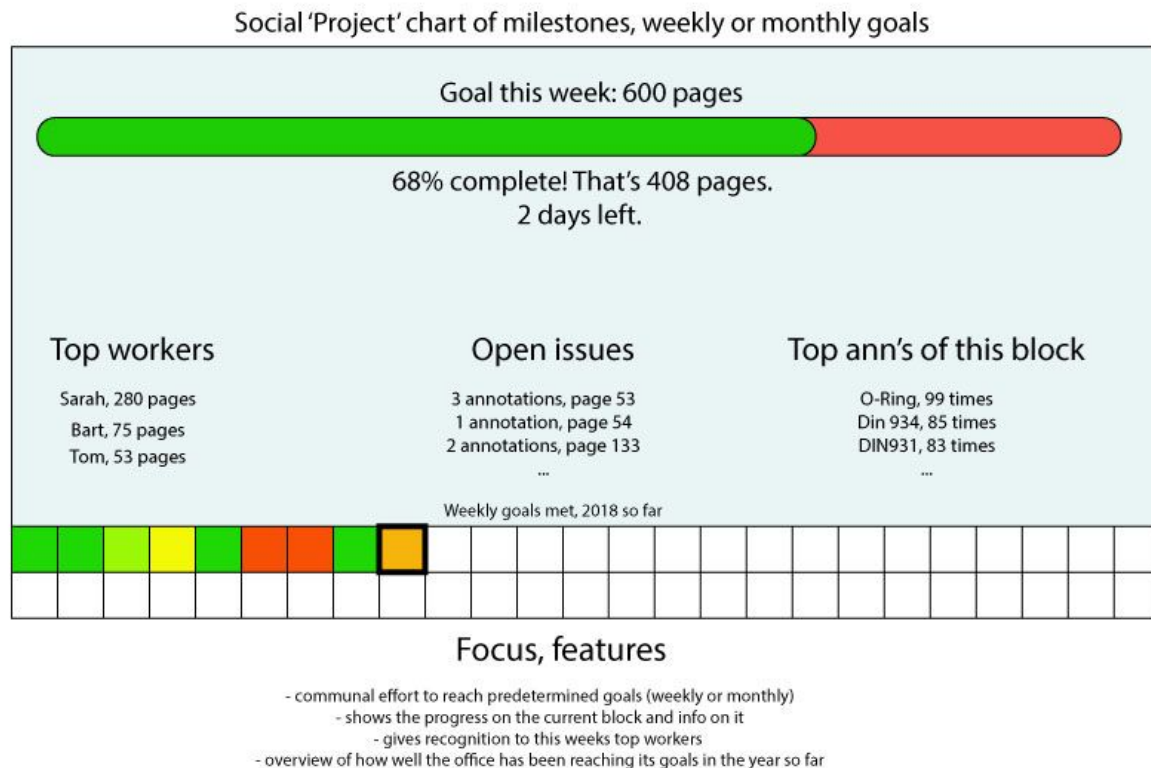 Social ‘Project’ chart of milestones, weekly or monthly goals
Goal this week: 600 pages
68% complete! That’s 408 pages.
2 days left.
Top workers
Sarah, 280 pages
Bart, 75 pages
Tom, 53 pages
Open issues
3 annotations, page 53
1 annotation, page 54
2 annotations, page 133
...
Top ann’s of this block
O-Ring, 99 times
Din 934, 85 times
DIN931, 83 times
...
Weekly goals met, 2018 so far
Focus, features
- communal effort to reach predetermined goals (weekly or monthly)
- shows the progress on the current block and info on it
- gives recognition to this weeks top workers
- overview of how well the office has been reaching its goals in the year so far